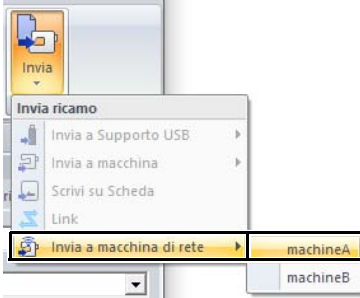 Invia
Invia ricamo
Invia a Supporto USB
Invia a macchina
Scrivi su Scheda
Link
Invia a macchina di rete
machineA
machineB